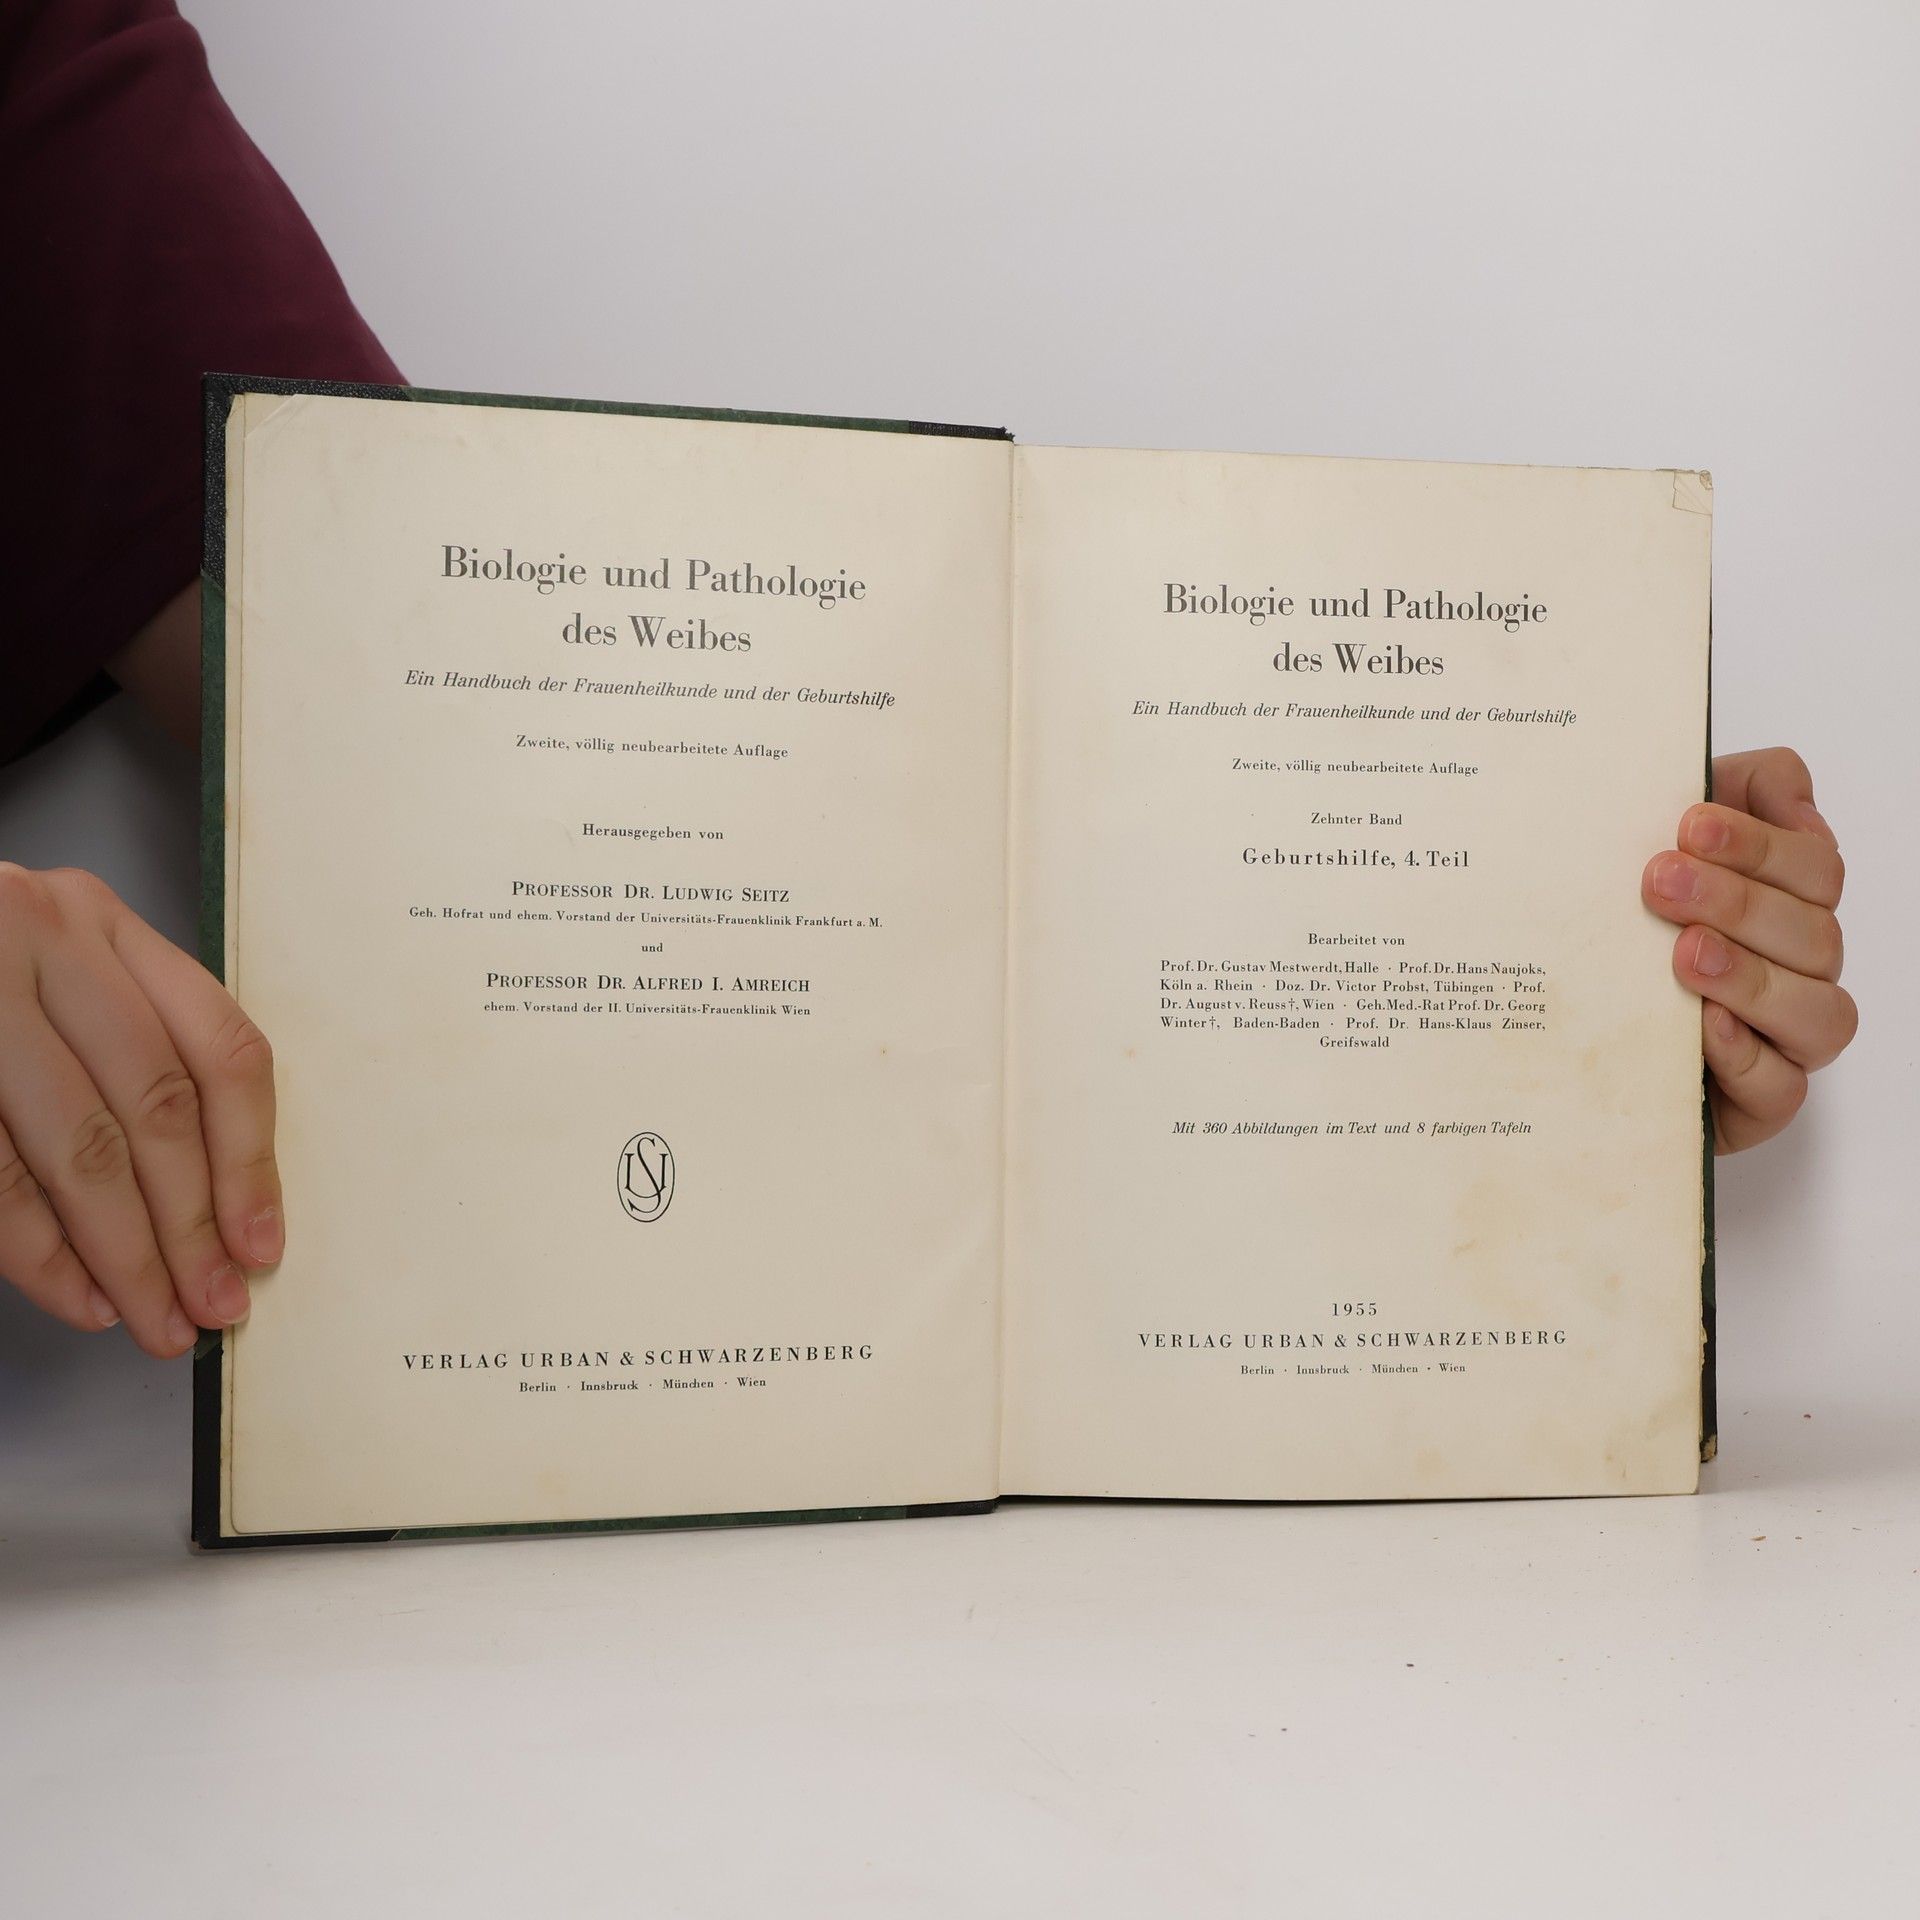 Biologie und Pathologie
des Weibes
Ein Handbuch der Frauenheilkunde und der Geburtshilfe
Zweite, völlig neubearbeitete Auflage
Herausgegeben von
PROFESSOR DR. LUDWIG SEITZ
Geh. Hofrat und ehem. Vorstand der Universitäts-Frauenklinik Frankfurt a. M.
und
PROFESSOR DR. ALFRED I. AMREICH
ehem. Vorstand der II. Universitäts-Frauenklinik Wien
US
VERLAG URBAN & SCHWARZENBERG
Berlin · Innsbruck · München · Wien
Biologie und Pathologie
des Weibes
Ein Handbuch der Frauenheilkunde und der Geburtshilfe
Zweite, völlig neubearbeitete Auflage
Zehnter Band
Geburtshilfe, 4. Teil
Bearbeitet von
Prof. Dr. Gustav Mestwerdt, Halle · Prof. Dr. Hans Naujoks,
Köln a. Rhein · Doz. Dr. Victor Probst, Tübingen · Prof.
Dr. August v. Reuss†, Wien · Geh. Med.-Rat Prof. Dr. Georg
Winter†, Baden-Baden · Prof. Dr. Hans-Klaus Zinser,
Greifswald
Mit 360 Abbildungen im Text und 8 farbigen Tafeln
1955
VERLAG URBAN & SCHWARZENBERG
Berlin · Innsbruck · München · Wien